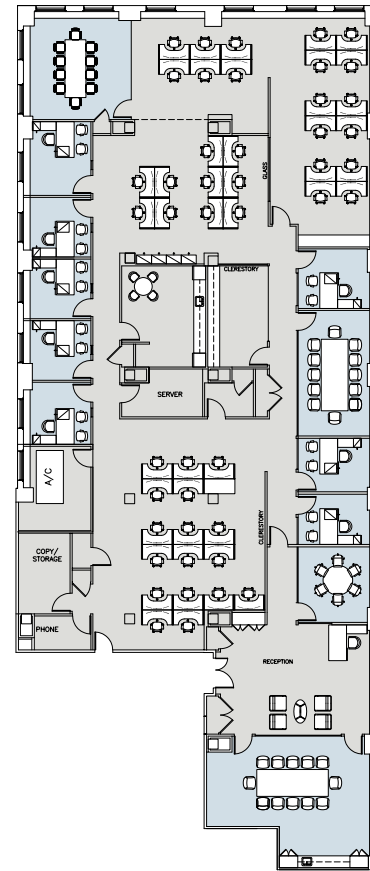 GLASS
CLERESTORY
SERVER
A/C
CLERESTORY
COPY/
STORAGE
PHONE
RECEPTION